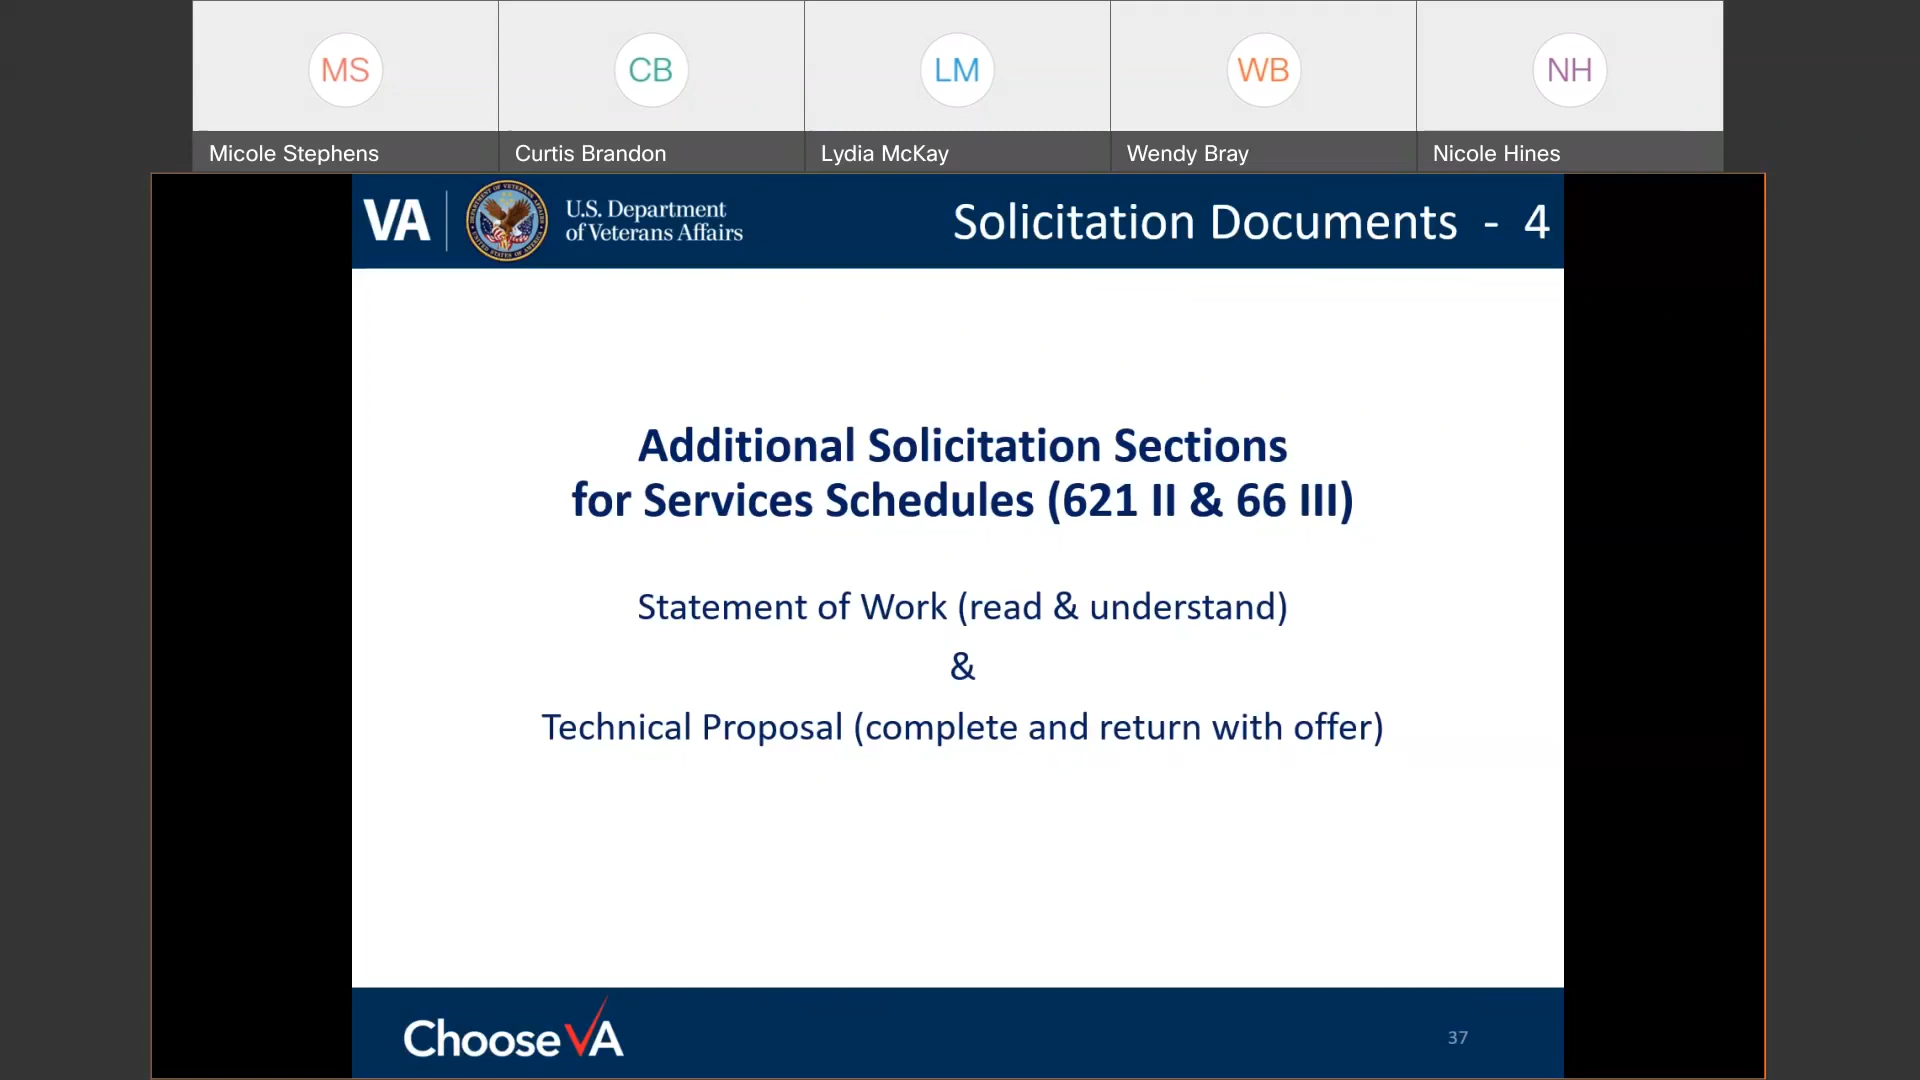 MS
CB
LM
WB
NH
Micole Stephens
Curtis Brandon
Lydia McKay
Wendy Bray
Nicole Hines
VA
U.S. Department
of Veterans Affairs
Solicitation Documents - 4
Additional Solicitation Sections
for Services Schedules (621 II & 66 III)
Statement of Work (read & understand)
&
Technical Proposal (complete and return with offer)
ChooseVA
37